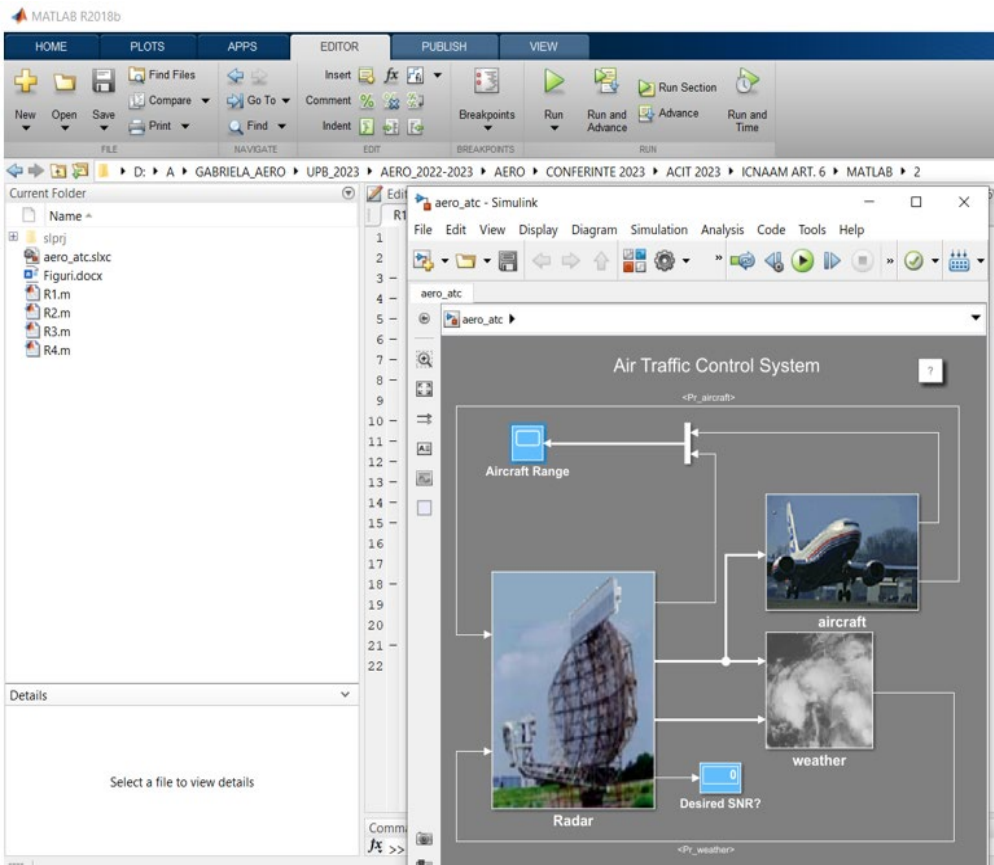 MATLAB R2018b
HOME PLOTS APPS EDITOR PUBLISH VIEW
New Open Save Find Files Compare Print
Go To Find
Insert fx
Comment %
Indent
Breakpoints
Run Run and Advance Run Section Advance Run and Time
FILE NAVIGATE EDIT BREAKPOINTS RUN
D: A GABRIELA_AERO UPB_2023 AERO_2022-2023 AERO CONFERINTE 2023 ACIT 2023 ICNAAM ART. 6 MATLAB 2
Current Folder
Name
slprj
aero_atc.slxc
Figuri.docx
R1.m
R2.m
R3.m
R4.m
Details
Select a file to view details
Edi
R1
1
2
3 –
4 –
5 –
6 –
7 –
8 –
9
10 –
11 –
12 –
13 –
14 –
15 –
16
17
18 –
19
20
21 –
22
Comma
fx >>
aero_atc - Simulink
File Edit View Display Diagram Simulation Analysis Code Tools Help
aero_atc
aero_atc
Air Traffic Control System
?
<Pr_aircraft>
Aircraft Range
aircraft
weather
0
Desired SNR?
Radar
<Pr_weather>